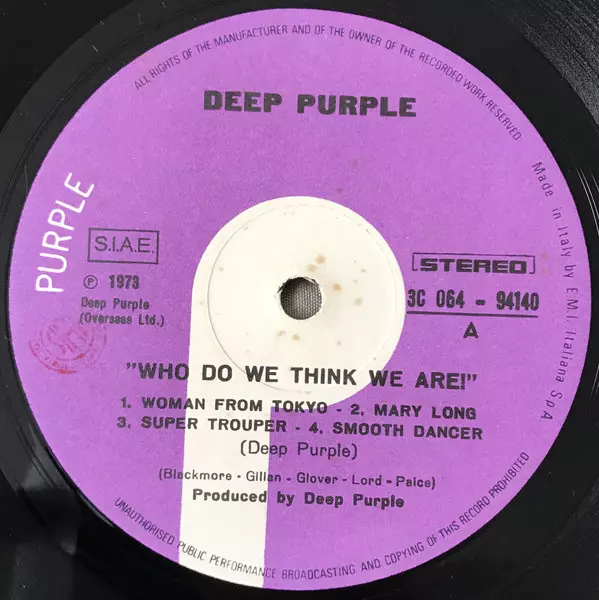 ALL RIGHTS OF THE MANUFACTURER AND OF THE OWNER OF THE RECORDED WORK RESERVED
DEEP PURPLE
PURPLE
S.I.A.E.
Ⓟ 1973
Deep Purple
(Overseas Ltd.)
STEREO
3C 064 - 94140
A
Made in Italy by E.M.I. Italiana SpA
"WHO DO WE THINK WE ARE!"
1. WOMAN FROM TOKYO - 2. MARY LONG
3. SUPER TROUPER - 4. SMOOTH DANCER
(Deep Purple)
(Blackmore - Gillan - Glover - Lord - Paice)
Produced by Deep Purple
UNAUTHORISED PUBLIC PERFORMANCE BROADCASTING AND COPYING OF THIS RECORD PROHIBITED